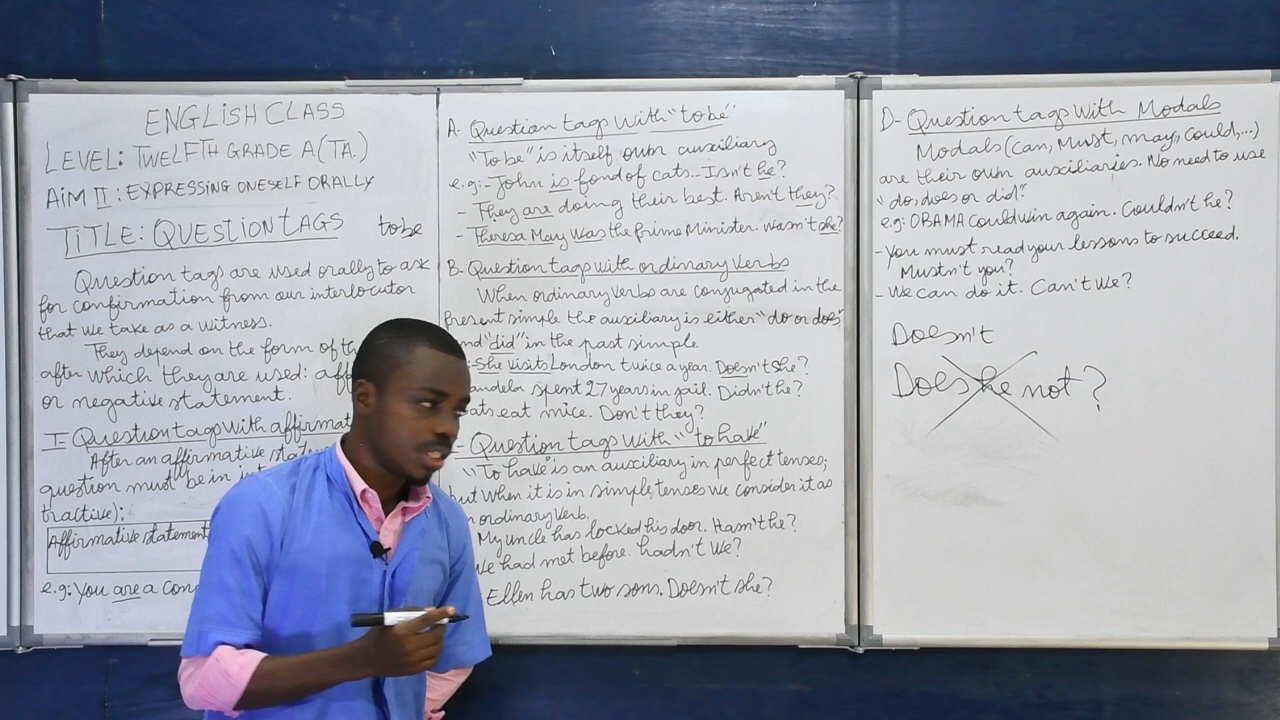 ENGLISH CLASS
LEVEL: TWELFTH GRADE A (TA.)
AIM II : EXPRESSING ONESELF ORALLY
TITLE: QUESTION TAGS to be
Question tags are used orally to ask
for confirmation from our interlocutor
that we take as a witness.
They depend on the form of
after which they are used:
or negative statement.
I- Question tags with affirmat
After an affirmative state
question must be in
tractive):
Affirmative statement
e.g: You are a con
A- Question tags with "to be"
"To be" is itself own auxiliary
e.g:- John is fond of cats.- Isn't he?
- They are doing their best. Aren't they?
- Theresa May was the prime Minister. Wasn't she?
B- Question tags with ordinary verbs
When ordinary verbs are conjugated in the
present simple the auxiliary is either "do or does"
and "did" in the past simple
: She visits London twice a year. Doesn't she?
andela spent 27 years in jail. Didn't he?
ats eat mice. Don't they?
- Question tags with "to have"
"To have" is an auxiliary in perfect tenses;
but when it is in simple tenses we consider it as
n ordinary verb.
My uncle has locked his door. Hasn't he?
We had met before. hadn't we?
Ellen has two sons. Doesn't she?
D- Question tags with Modals
Modals (can, Must, may, could,...)
are their own auxiliaries. No need to use
"do, does or did".
e.g: OBAMA could win again. Couldn't he?
- You must read your lessons to succeed.
Mustn't you?
- We can do it. Can't we?
Doesn't
Does he not?